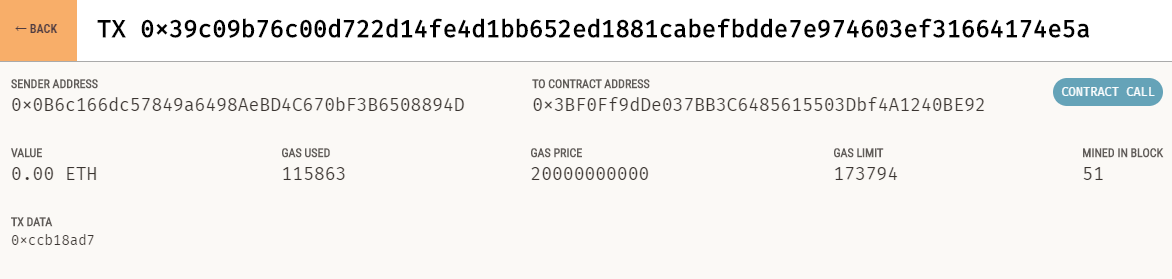 ← BACK
TX 0×39c09b76c00d722d14fe4d1bb652ed1881cabefbdde7e974603ef31664174e5a
SENDER ADDRESS
0×0B6c166dc57849a6498AeBD4C670bF3B6508894D
TO CONTRACT ADDRESS
0×3BF0Ff9dDe037BB3C6485615503Dbf4A1240BE92
CONTRACT CALL
VALUE
0.00 ETH
GAS USED
115863
GAS PRICE
20000000000
GAS LIMIT
173794
MINED IN BLOCK
51
TX DATA
0×ccb18ad7